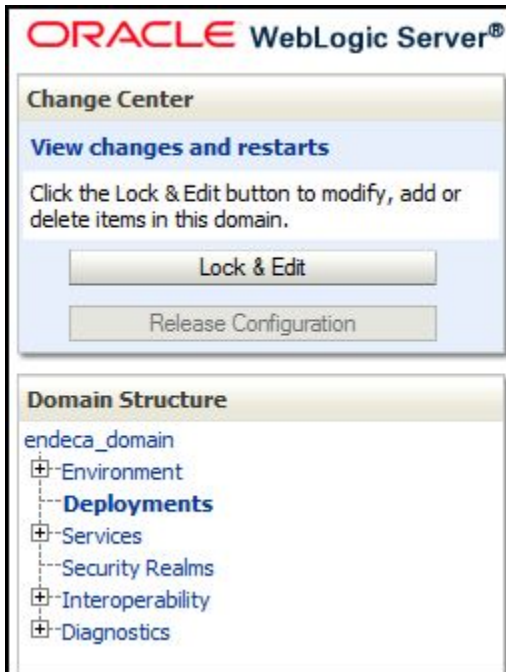 ORACLE WebLogic Server®
Change Center
View changes and restarts
Click the Lock & Edit button to modify, add or
delete items in this domain.
Lock & Edit
Release Configuration
Domain Structure
endeca_domain
Environment
Deployments
Services
Security Realms
Interoperability
Diagnostics